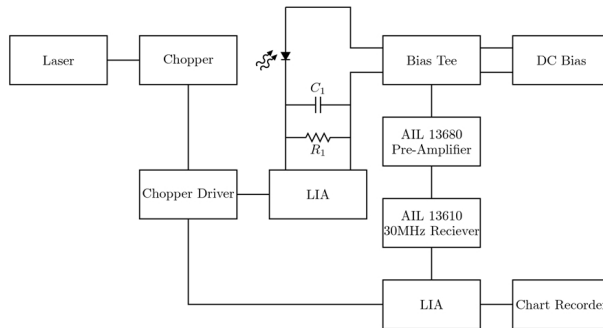 Laser
Chopper
Bias Tee
DC Bias
C1
R1
AIL 13680
Pre-Amplifier
Chopper Driver
LIA
AIL 13610
30MHz Reciever
LIA
Chart Recorder